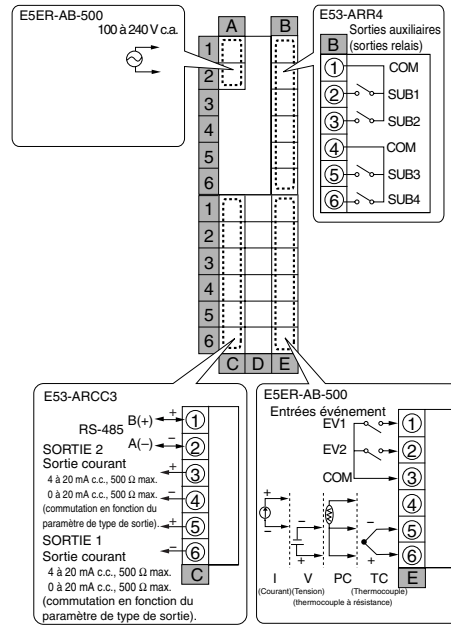 E5ER-AB-500
100 à 240 V c.a.
A
B
1
2
3
4
5
6
1
2
3
4
5
6
C D E
E53-ARR4
Sorties auxiliaires
(sorties relais)
B
1 COM
2 SUB1
3 SUB2
4 COM
5 SUB3
6 SUB4
E53-ARCC3
RS-485
B(+) + 1
A(−) − 2
SORTIE 2
Sortie courant
4 à 20 mA c.c., 500 Ω max.
0 à 20 mA c.c., 500 Ω max.
(commutation en fonction du
paramètre de type de sortie).
+ 3
− 4
+ 5
− 6
SORTIE 1
Sortie courant
4 à 20 mA c.c., 500 Ω max.
0 à 20 mA c.c., 500 Ω max.
(commutation en fonction du
paramètre de type de sortie).
C
E5ER-AB-500
Entrées événement
EV1 1
EV2 2
COM 3
4
5
6
+ − − + − +
I V PC TC
(Courant) (Tension) (Thermocouple)
(thermocouple à résistance)
E